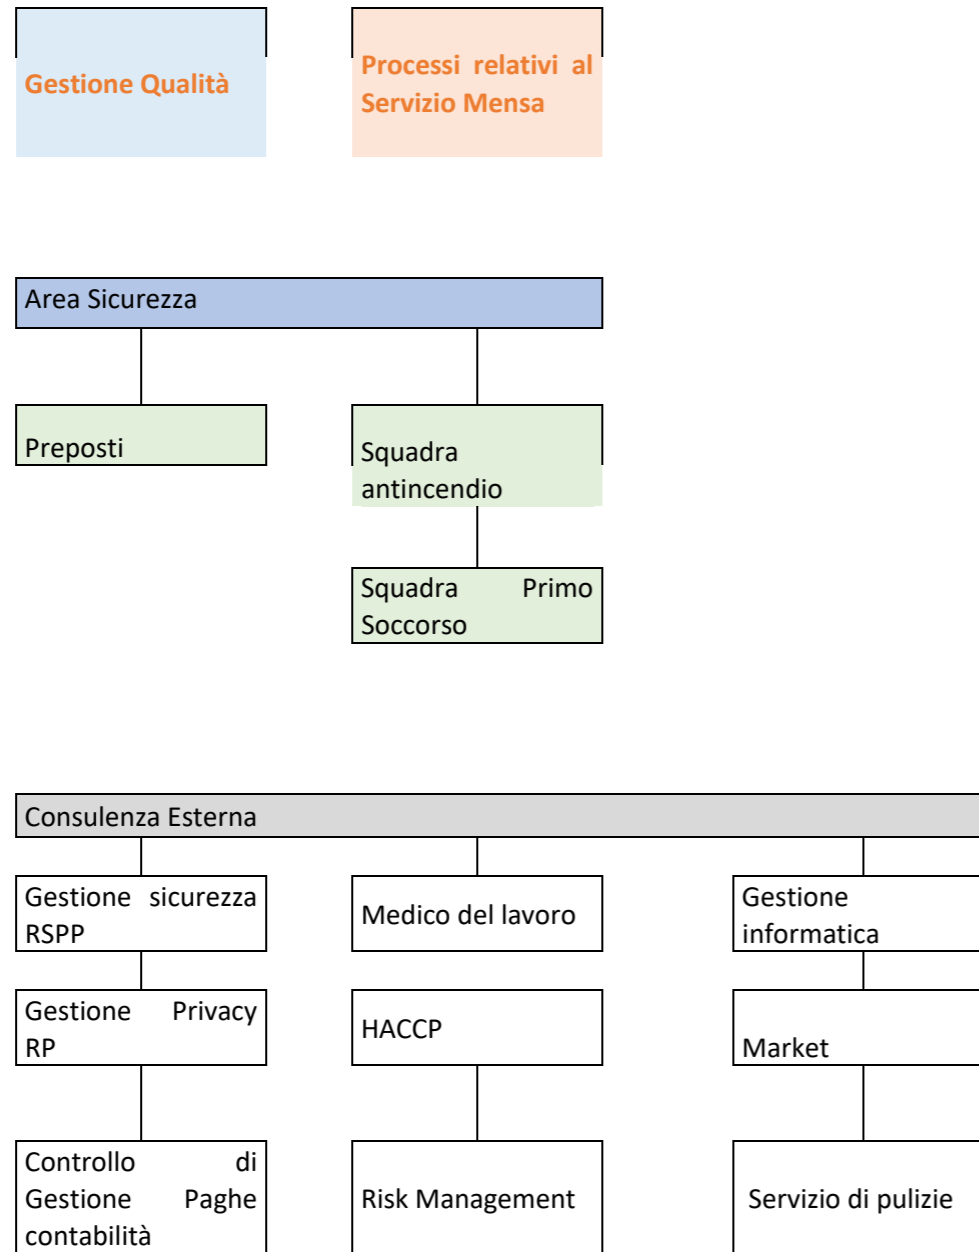 Gestione Qualità
Processi relativi al
Servizio Mensa
Area Sicurezza
Preposti
Squadra
antincendio
Squadra Primo
Soccorso
Consulenza Esterna
Gestione sicurezza
RSPP
Medico del lavoro
Gestione
informatica
Gestione Privacy
RP
HACCP
Market
Controllo di
Gestione Paghe
contabilità
Risk Management
Servizio di pulizie